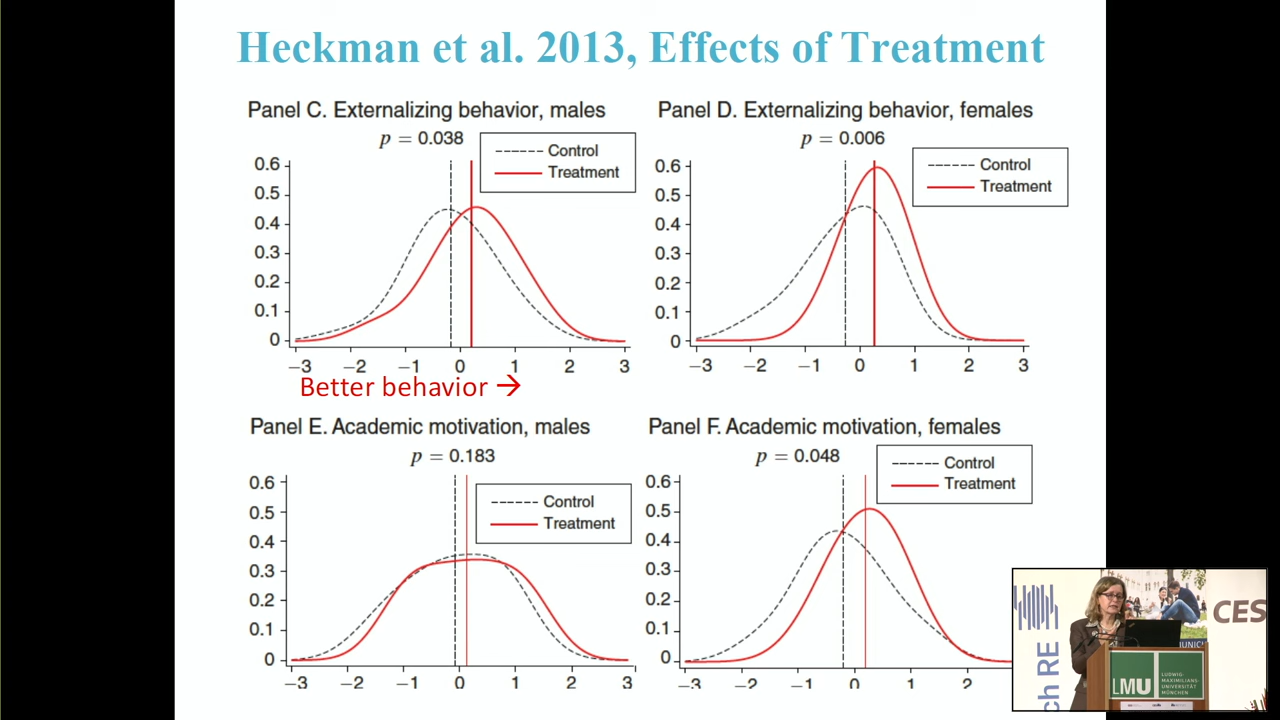 Heckman et al. 2013, Effects of Treatment
Panel C. Externalizing behavior, males
p = 0.038
Control
Treatment
0.6
0.5
0.4
0.3
0.2
0.1
0
−3 −2 −1 0 1 2 3
Better behavior →
Panel D. Externalizing behavior, females
p = 0.006
Control
Treatment
0.6
0.5
0.4
0.3
0.2
0.1
0
−3 −2 −1 0 1 2 3
Panel E. Academic motivation, males
p = 0.183
Control
Treatment
0.6
0.5
0.4
0.3
0.2
0.1
0
−3 −2 −1 0 1 2 3
Panel F. Academic motivation, females
p = 0.048
Control
Treatment
0.6
0.5
0.4
0.3
0.2
0.1
0
−3 −2 −1 0 1 2
ch RE
CES
MUNICH
LMU
LUDWIG-
MAXIMILIANS-
UNIVERSITÄT
MÜNCHEN